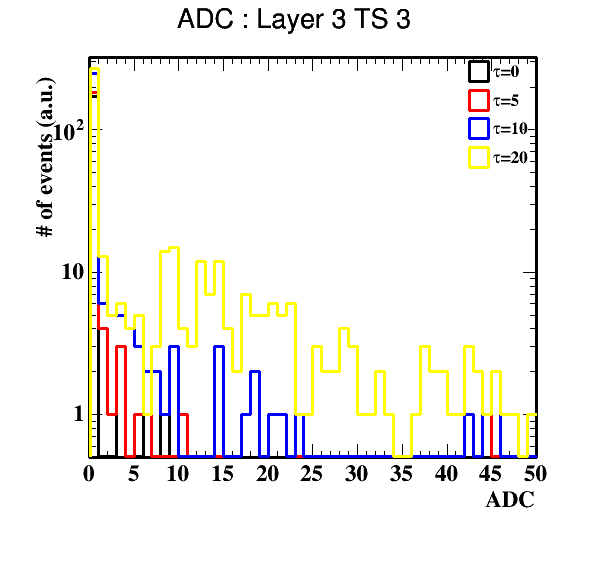 ADC : Layer 3 TS 3
# of events (a.u.)
10²
10
1
τ=0
τ=5
τ=10
τ=20
0 5 10 15 20 25 30 35 40 45 50
ADC